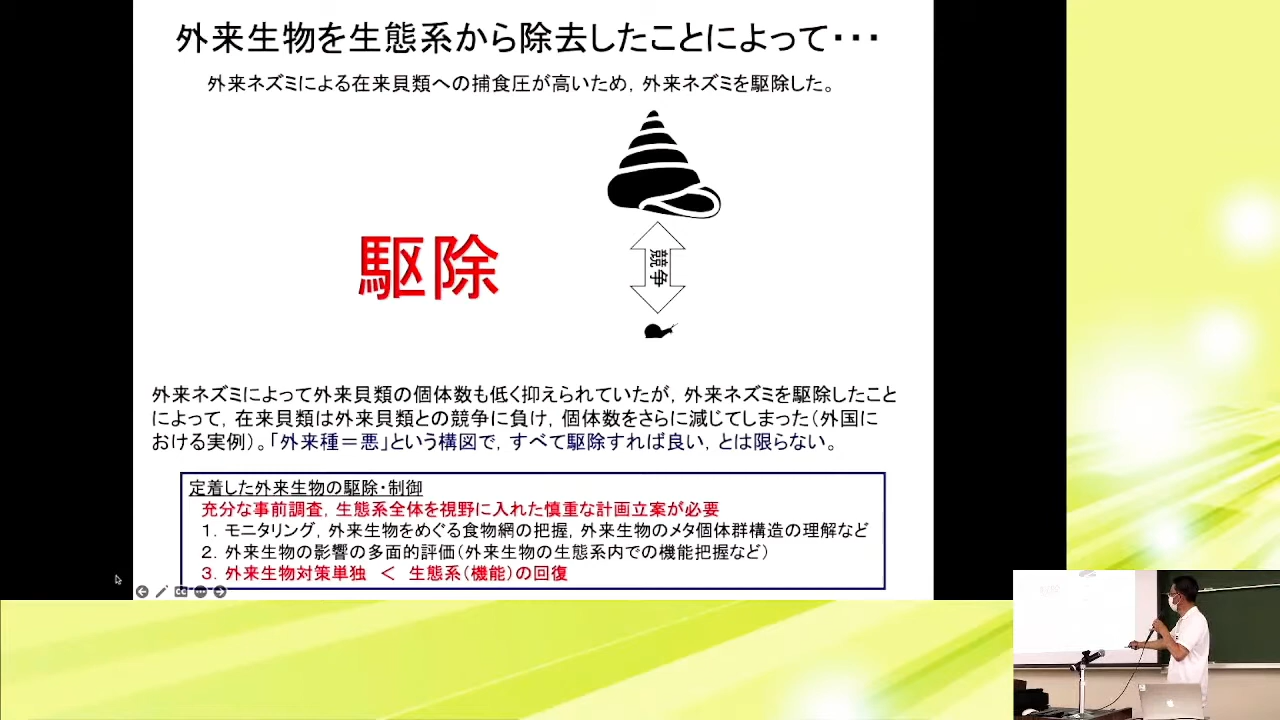 外来生物を生態系から除去したことによって・・・
外来ネズミによる在来貝類への捕食圧が高いため，外来ネズミを駆除した。
駆除
競争
外来ネズミによって外来貝類の個体数も低く抑えられていたが，外来ネズミを駆除したこと
によって，在来貝類は外来貝類との競争に負け，個体数をさらに減じてしまった（外国に
おける実例）。「外来種＝悪」という構図で，すべて駆除すれば良い，とは限らない。
定着した外来生物の駆除・制御
充分な事前調査，生態系全体を視野に入れた慎重な計画立案が必要
１．モニタリング，外来生物をめぐる食物網の把握，外来生物のメタ個体群構造の理解など
２．外来生物の影響の多面的評価（外来生物の生態系内での機能把握など）
３．外来生物対策単独　＜　生態系（機能）の回復
CC